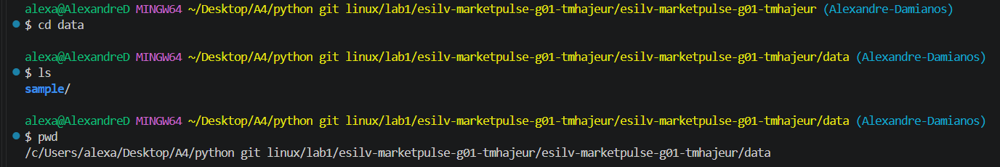 alexa@AlexandreD MINGW64 ~/Desktop/A4/python git linux/lab1/esilv-marketpulse-g01-tmhajeur/esilv-marketpulse-g01-tmhajeur (Alexandre-Damianos)
$ cd data
alexa@AlexandreD MINGW64 ~/Desktop/A4/python git linux/lab1/esilv-marketpulse-g01-tmhajeur/esilv-marketpulse-g01-tmhajeur/data (Alexandre-Damianos)
$ ls
sample/
alexa@AlexandreD MINGW64 ~/Desktop/A4/python git linux/lab1/esilv-marketpulse-g01-tmhajeur/esilv-marketpulse-g01-tmhajeur/data (Alexandre-Damianos)
$ pwd
/c/Users/alexa/Desktop/A4/python git linux/lab1/esilv-marketpulse-g01-tmhajeur/esilv-marketpulse-g01-tmhajeur/data